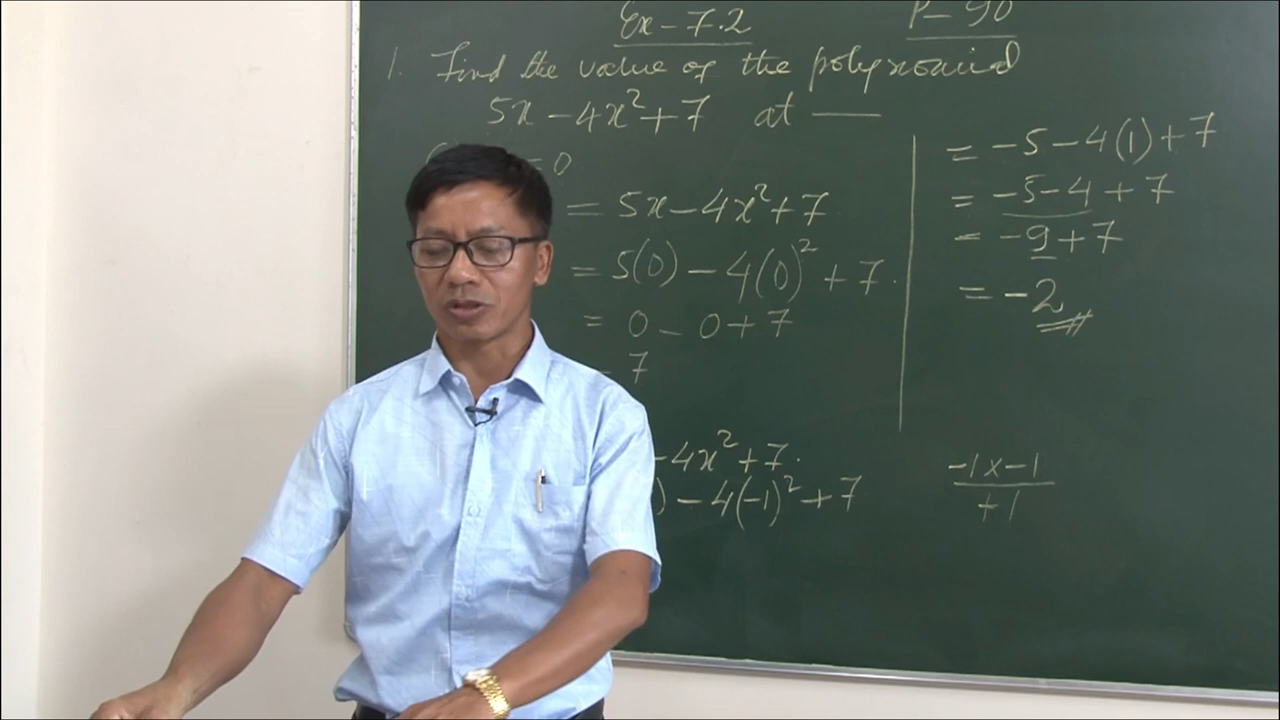 Ex - 7.2
P - 90
1. Find the value of the polynomial
5x - 4x² + 7 at —
= 0
= 5x - 4x² + 7
= 5(0) - 4(0)² + 7.
= 0 - 0 + 7
7
- 4x² + 7.
) - 4(-1)² + 7
= -5 - 4(1) + 7
= -5 - 4 + 7
= -9 + 7
= -2
-1 x -1
+1